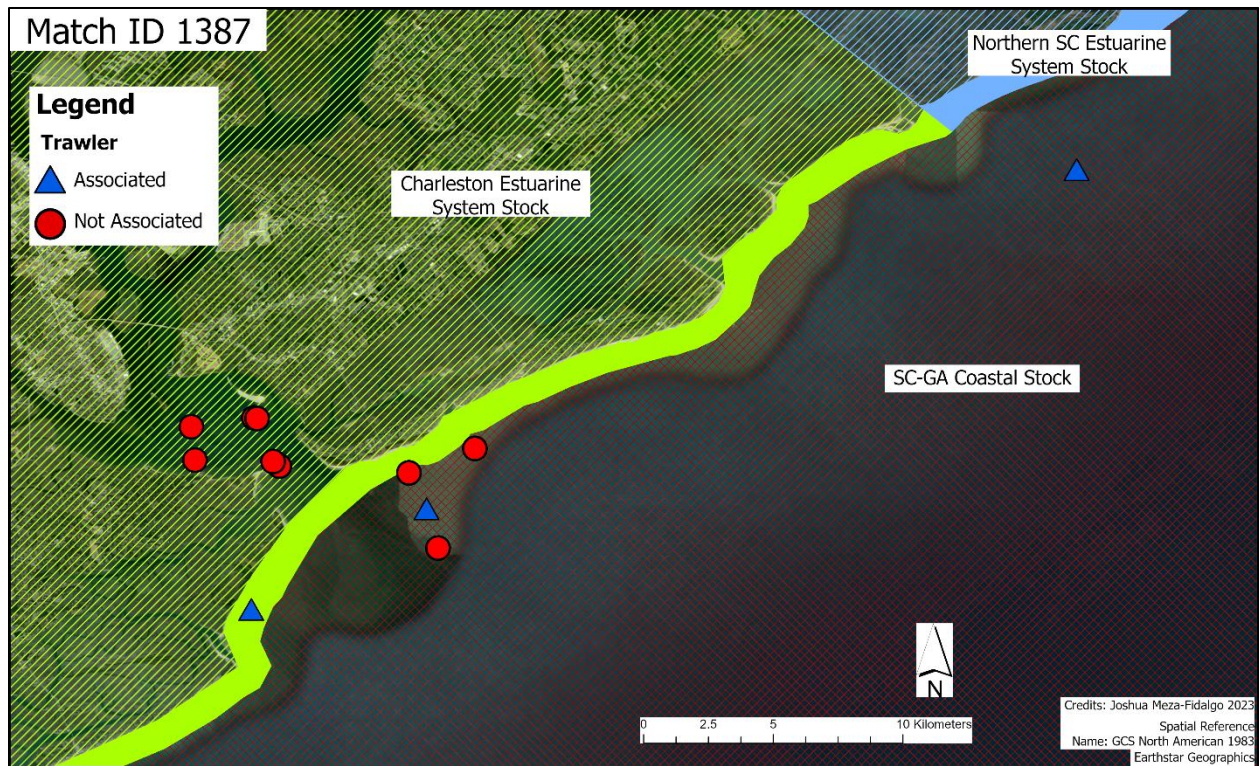 Match ID 1387
Northern SC Estuarine
System Stock
Legend
Trawler
Associated
Not Associated
Charleston Estuarine
System Stock
SC-GA Coastal Stock
N
0 2.5 5 10 Kilometers
Credits: Joshua Meza-Fidalgo 2023
Spatial Reference
Name: GCS North American 1983
Earthstar Geographics